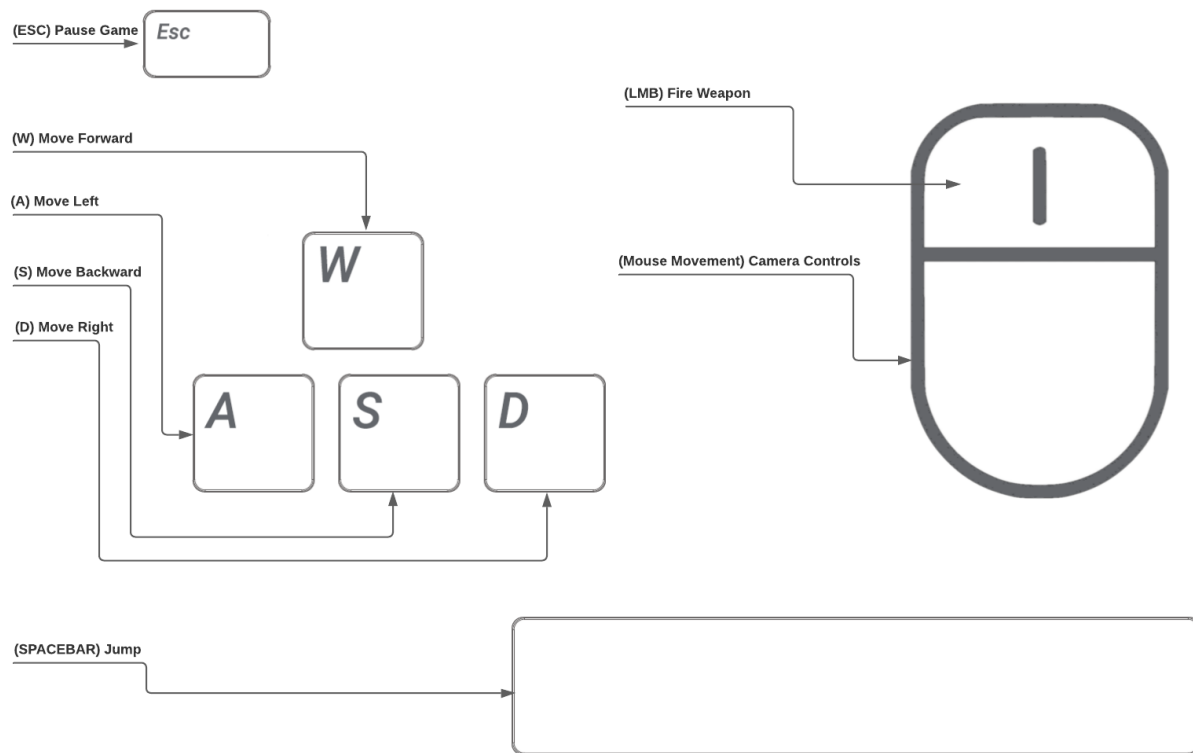 (ESC) Pause Game
Esc
(LMB) Fire Weapon
(W) Move Forward
(A) Move Left
W
(Mouse Movement) Camera Controls
(S) Move Backward
(D) Move Right
A
S
D
(SPACEBAR) Jump